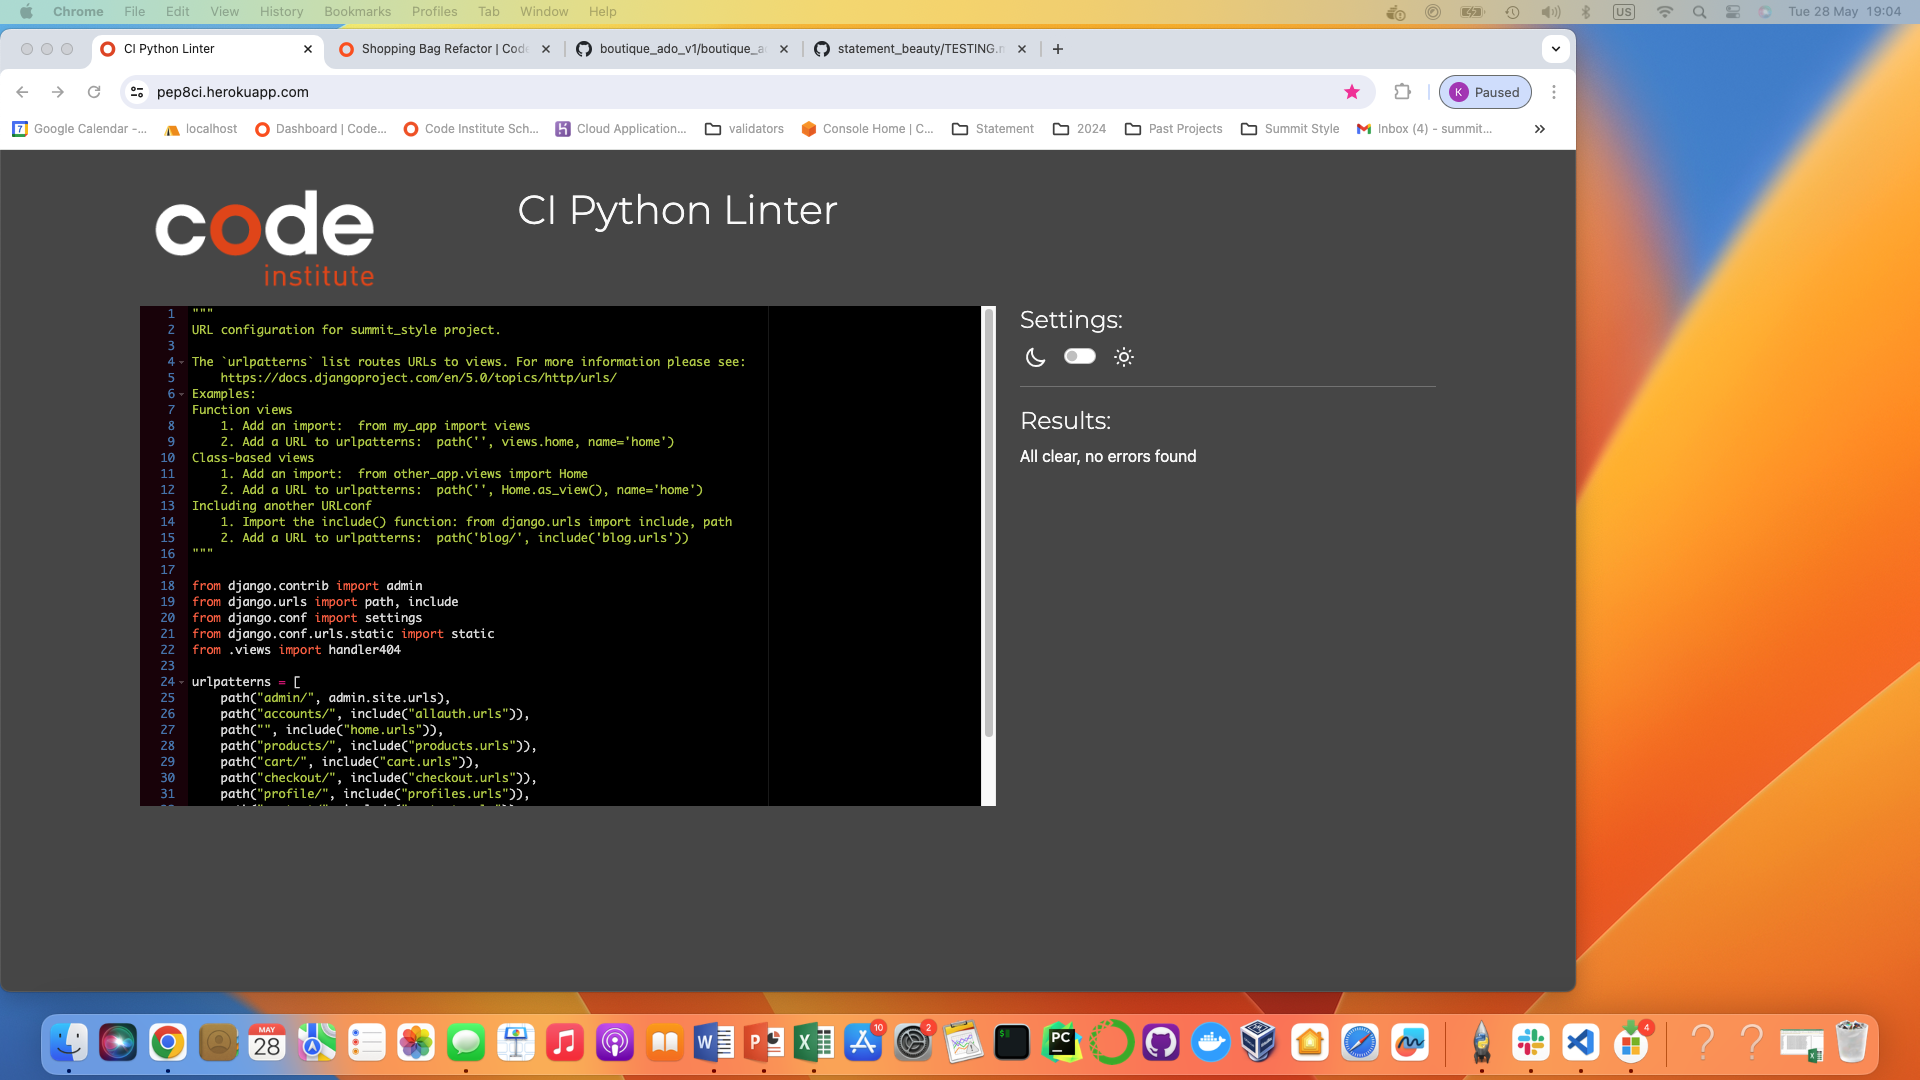 Chrome File Edit View History Bookmarks Profiles Tab Window Help US Tue 28 May 19:04
CI Python Linter Shopping Bag Refactor | Code boutique_ado_v1/boutique_a statement_beauty/TESTING.m
pep8ci.herokuapp.com K Paused
7 Google Calendar -... localhost Dashboard | Code... Code Institute Sch... Cloud Application... validators Console Home | C... Statement 2024 Past Projects Summit Style Inbox (4) - summit... »
code
institute
CI Python Linter
1 """
2 URL configuration for summit_style project.
3
4 The `urlpatterns` list routes URLs to views. For more information please see:
5     https://docs.djangoproject.com/en/5.0/topics/http/urls/
6 Examples:
7 Function views
8     1. Add an import:  from my_app import views
9     2. Add a URL to urlpatterns:  path('', views.home, name='home')
10 Class-based views
11     1. Add an import:  from other_app.views import Home
12     2. Add a URL to urlpatterns:  path('', Home.as_view(), name='home')
13 Including another URLconf
14     1. Import the include() function: from django.urls import include, path
15     2. Add a URL to urlpatterns:  path('blog/', include('blog.urls'))
16 """
17
18 from django.contrib import admin
19 from django.urls import path, include
20 from django.conf import settings
21 from django.conf.urls.static import static
22 from .views import handler404
23
24 urlpatterns = [
25     path("admin/", admin.site.urls),
26     path("accounts/", include("allauth.urls")),
27     path("", include("home.urls")),
28     path("products/", include("products.urls")),
29     path("cart/", include("cart.urls")),
30     path("checkout/", include("checkout.urls")),
31     path("profile/", include("profiles.urls")),
Settings:
Results:
All clear, no errors found
MAY
28
W P X 10 2 $ PC 4 ? ? X